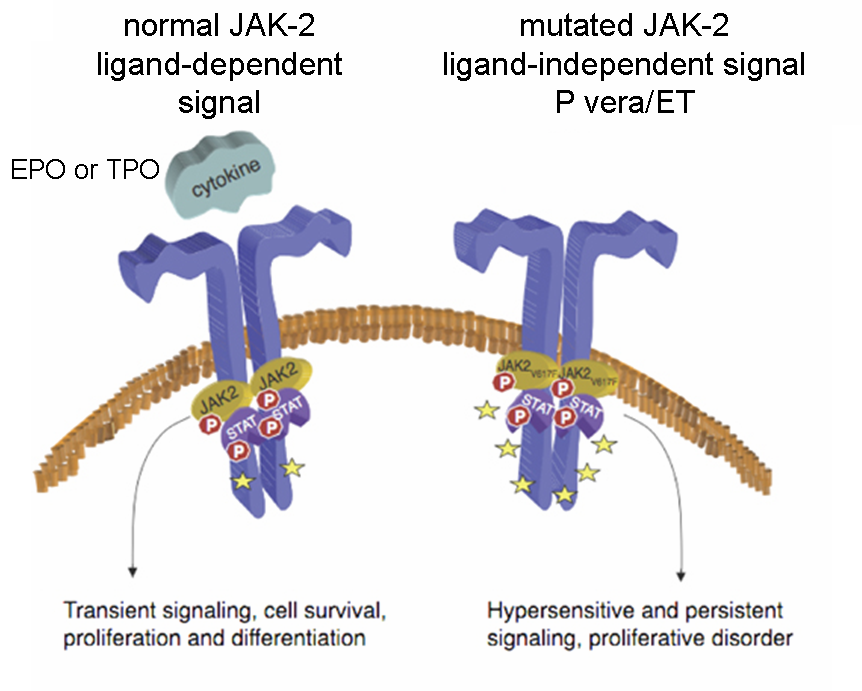 normal JAK-2
ligand-dependent
signal
mutated JAK-2
ligand-independent signal
P vera/ET
EPO or TPO
cytokine
JAK2
JAK2
P
P
STAT
STAT
P
P
JAK2V617F
JAK2V617F
P
P
STAT
STAT
P
P
Transient signaling, cell survival,
proliferation and differentiation
Hypersensitive and persistent
signaling, proliferative disorder